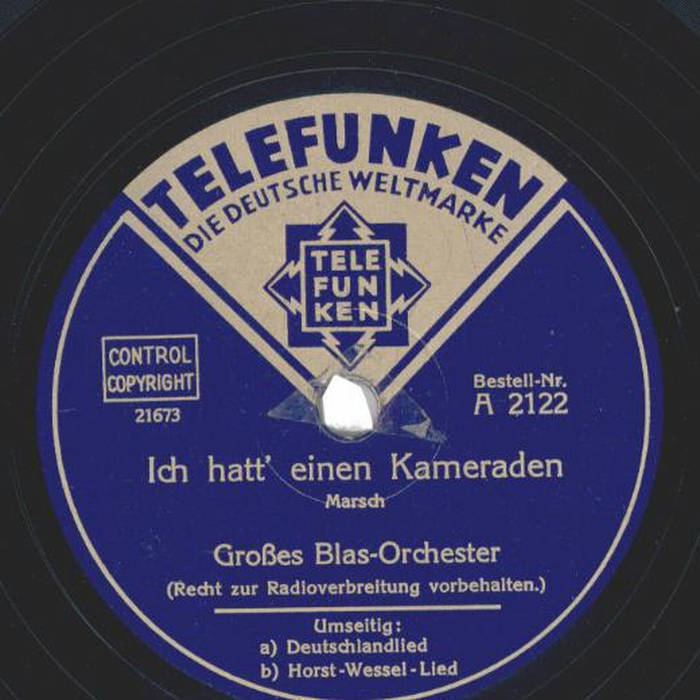 TELEFUNKEN
DIE DEUTSCHE WELTMARKE
TELE
FUN
KEN
CONTROL
COPYRIGHT
21673
Bestell-Nr.
A 2122
Ich hatt' einen Kameraden
Marsch
Großes Blas-Orchester
(Recht zur Radioverbreitung vorbehalten.)
Umseitig:
a) Deutschlandlied
b) Horst-Wessel-Lied